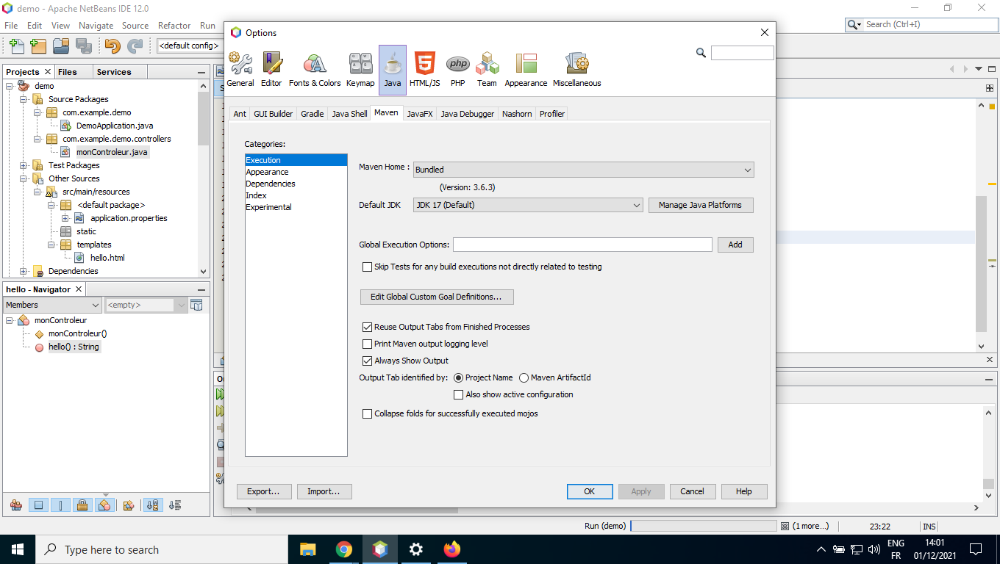 demo - Apache NetBeans IDE 12.0
File Edit View Navigate Source Refactor Run
Search (Ctrl+I)
<default config>
Options
General Editor Fonts & Colors Keymap Java HTML/JS PHP Team Appearance Miscellaneous
Ant GUI Builder Gradle Java Shell Maven JavaFX Java Debugger Nashorn Profiler
Categories:
Execution
Appearance
Dependencies
Index
Experimental
Maven Home : Bundled
(Version: 3.6.3)
Default JDK JDK 17 (Default) Manage Java Platforms
Global Execution Options: Add
Skip Tests for any build executions not directly related to testing
Edit Global Custom Goal Definitions...
Reuse Output Tabs from Finished Processes
Print Maven output logging level
Always Show Output
Output Tab identified by: Project Name Maven ArtifactId
Also show active configuration
Collapse folds for successfully executed mojos
Export... Import... OK Apply Cancel Help
Projects Files Services
demo
Source Packages
com.example.demo
DemoApplication.java
com.example.demo.controllers
monControleur.java
Test Packages
Other Sources
src/main/resources
<default package>
application.properties
static
templates
hello.html
Dependencies
hello - Navigator
Members <empty>
monControleur
monControleur()
hello() : String
Run (demo) (1 more...) 23:22 INS
Type here to search
ENG
FR
14:01
01/12/2021